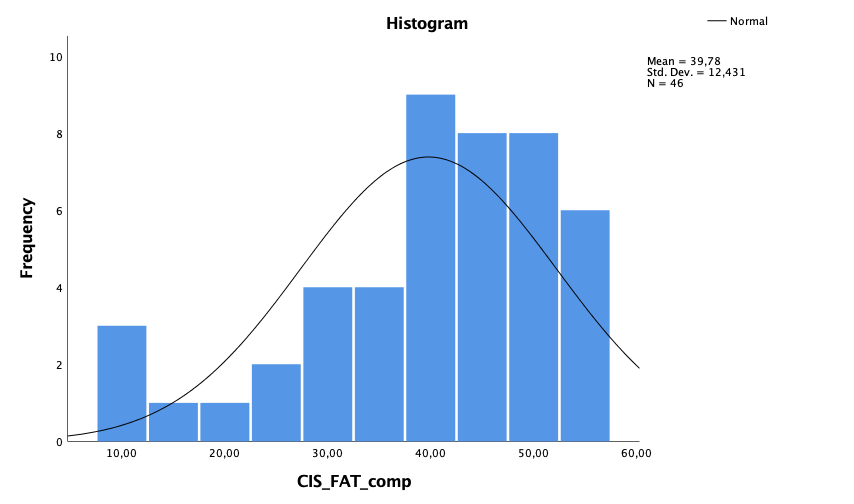 Histogram
Normal
Mean = 39,78
Std. Dev. = 12,431
N = 46
Frequency
10
8
6
4
2
0
10,00 20,00 30,00 40,00 50,00 60,00
CIS_FAT_comp